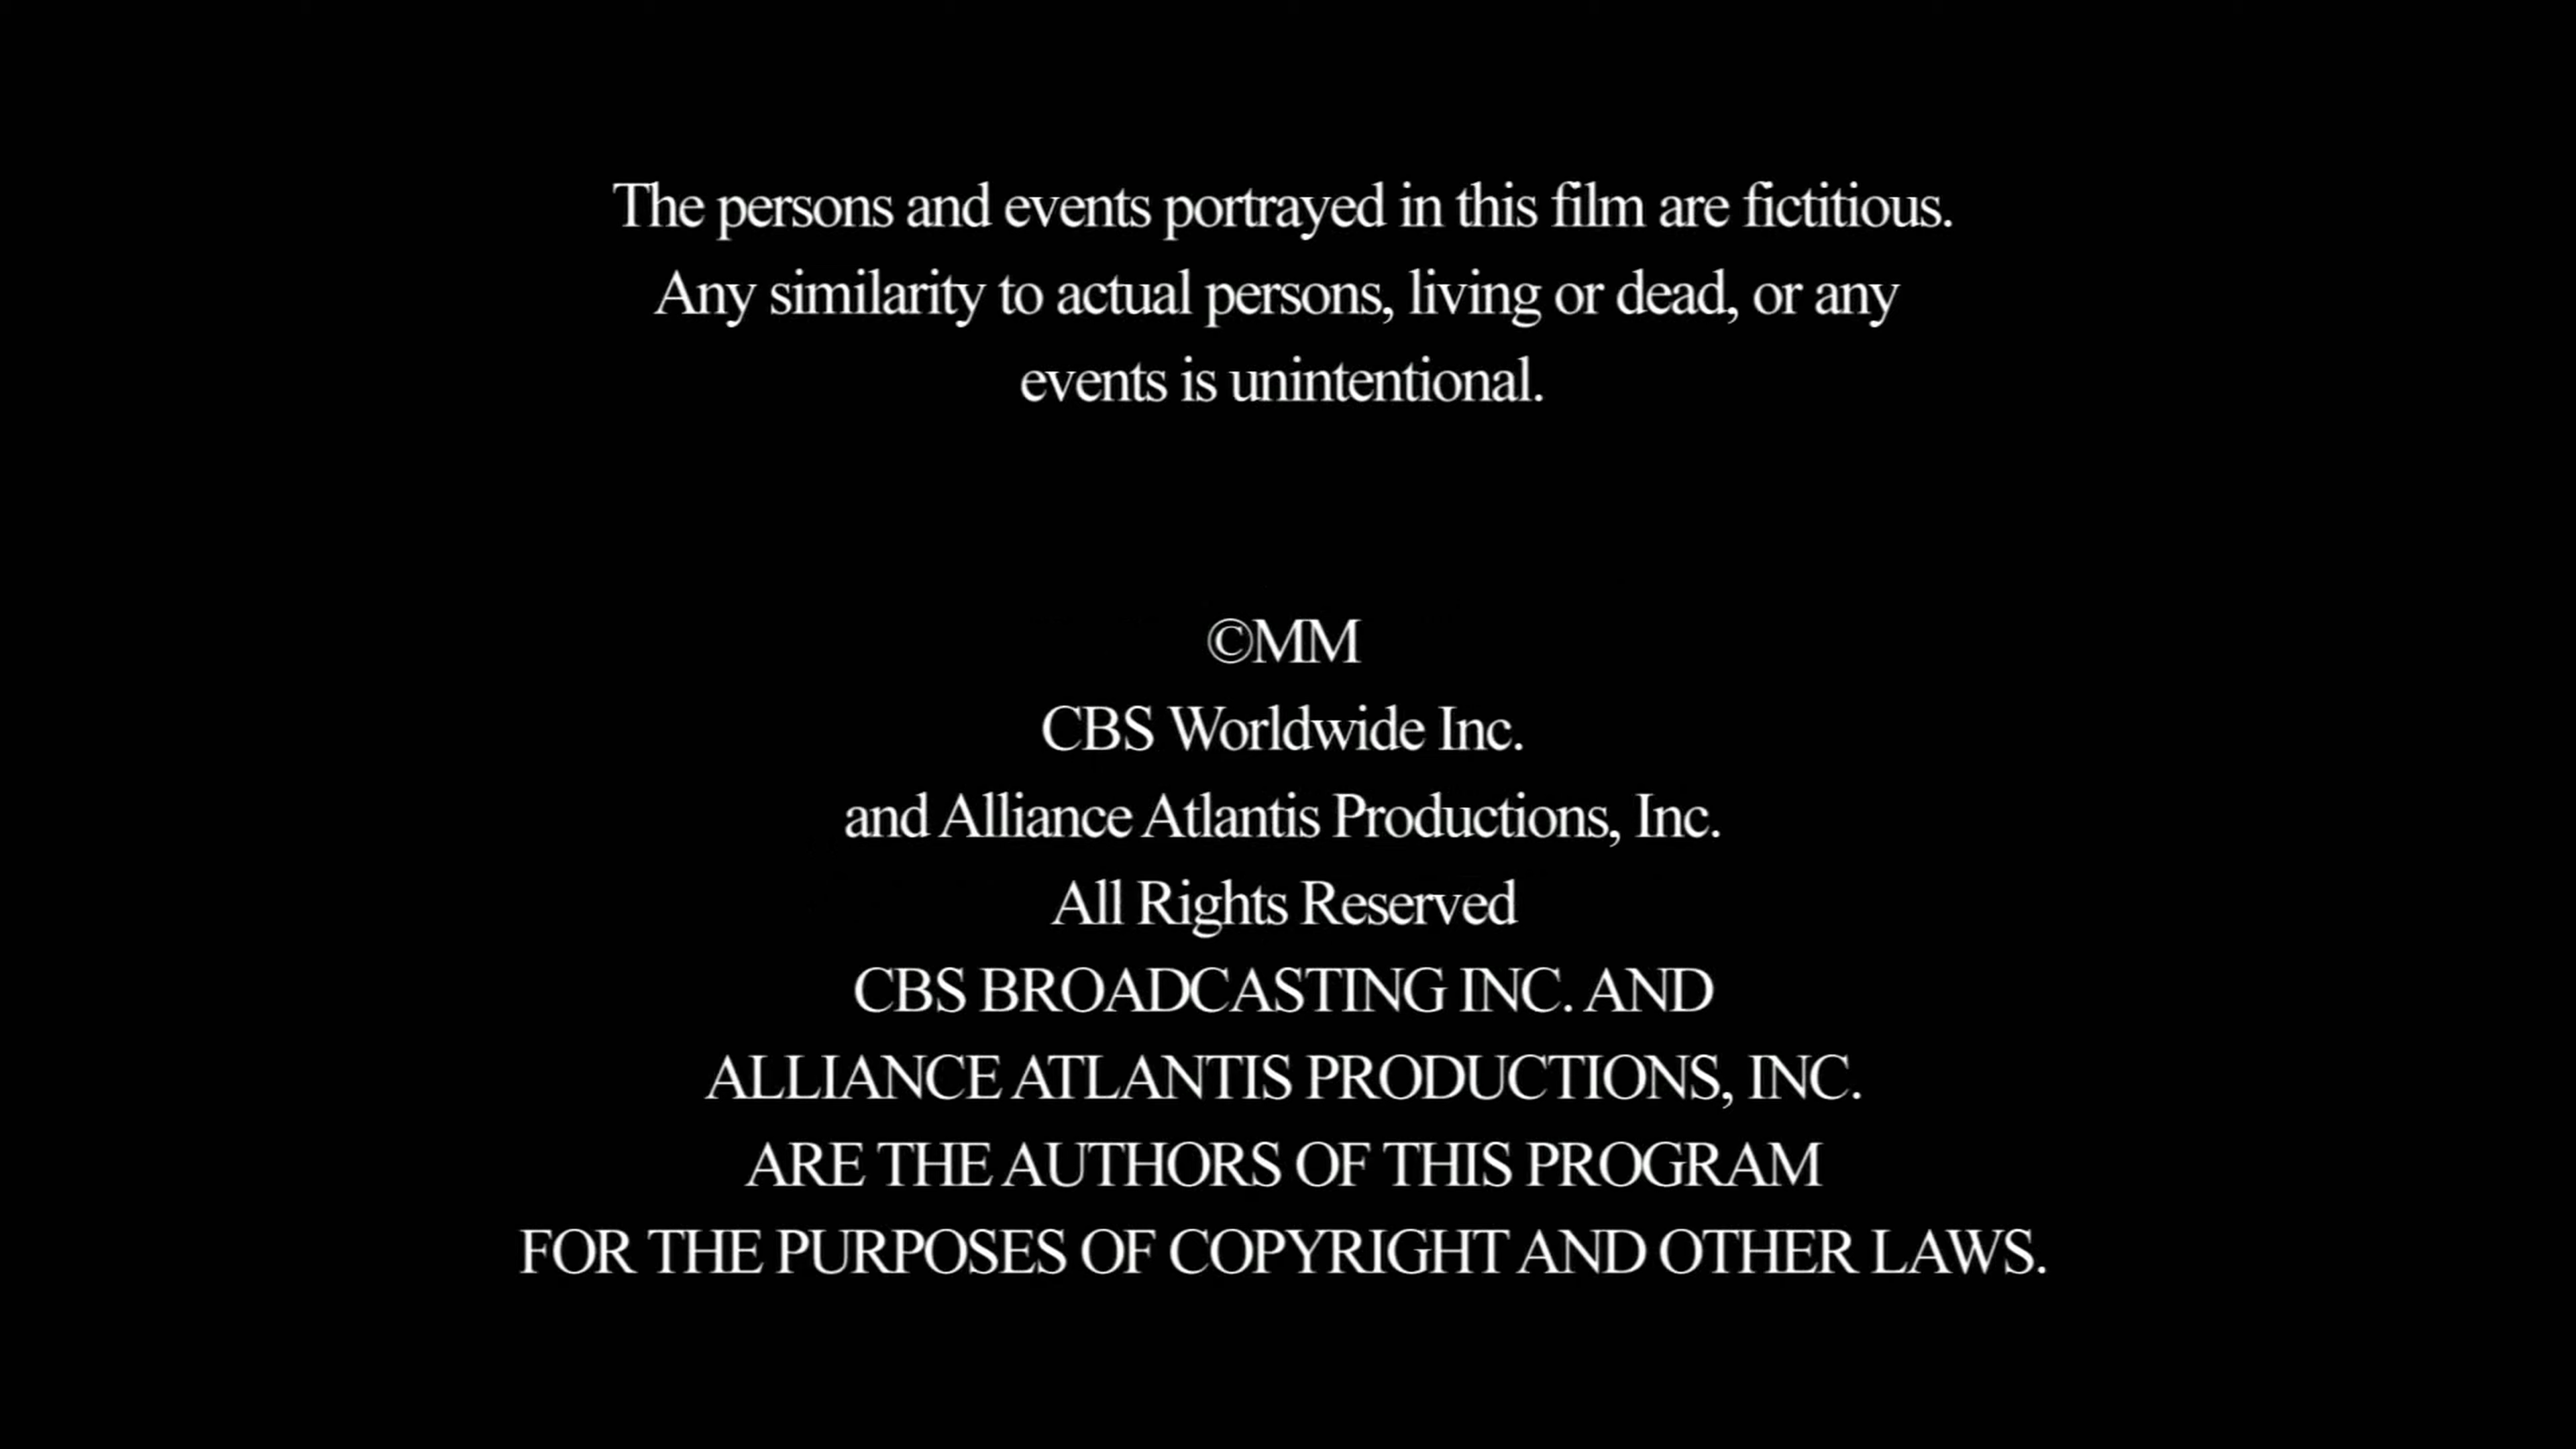 The persons and events portrayed in this film are fictitious.
Any similarity to actual persons, living or dead, or any
events is unintentional.
©MM
CBS Worldwide Inc.
and Alliance Atlantis Productions, Inc.
All Rights Reserved
CBS BROADCASTING INC. AND
ALLIANCE ATLANTIS PRODUCTIONS, INC.
ARE THE AUTHORS OF THIS PROGRAM
FOR THE PURPOSES OF COPYRIGHT AND OTHER LAWS.